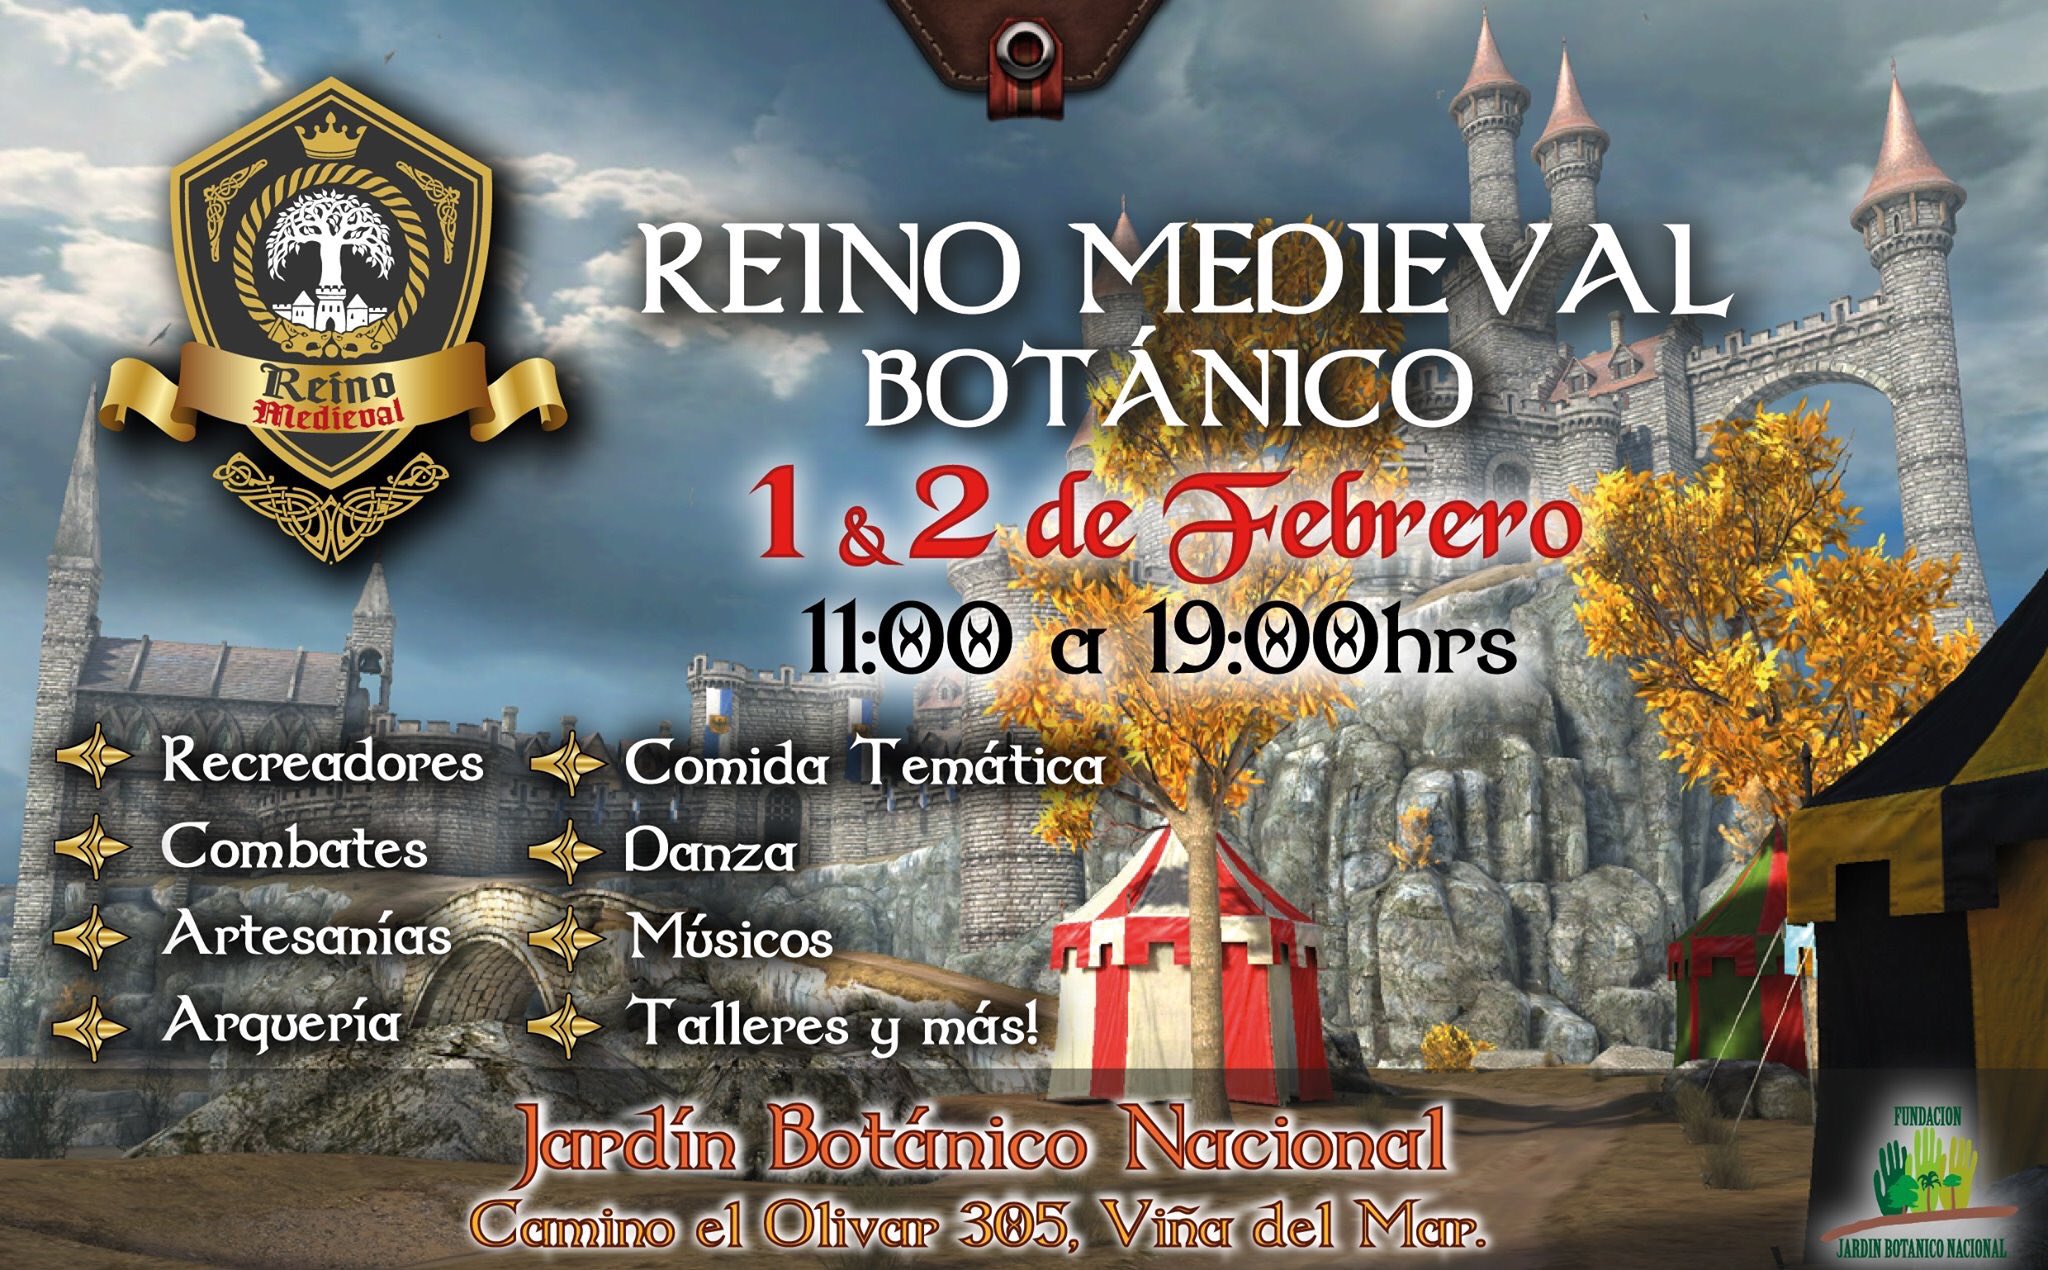 Reino
Medieval
REINO MEDIEVAL
BOTÁNICO
1 & 2 de Febrero
11:00 a 19:00hrs
Recreadores
Combates
Artesanías
Arquería
Comida Temática
Danza
Músicos
Talleres y más!
Jardín Botánico Nacional
Camino el Olivar 305, Viña del Mar.
FUNDACION
JARDIN BOTANICO NACIONAL